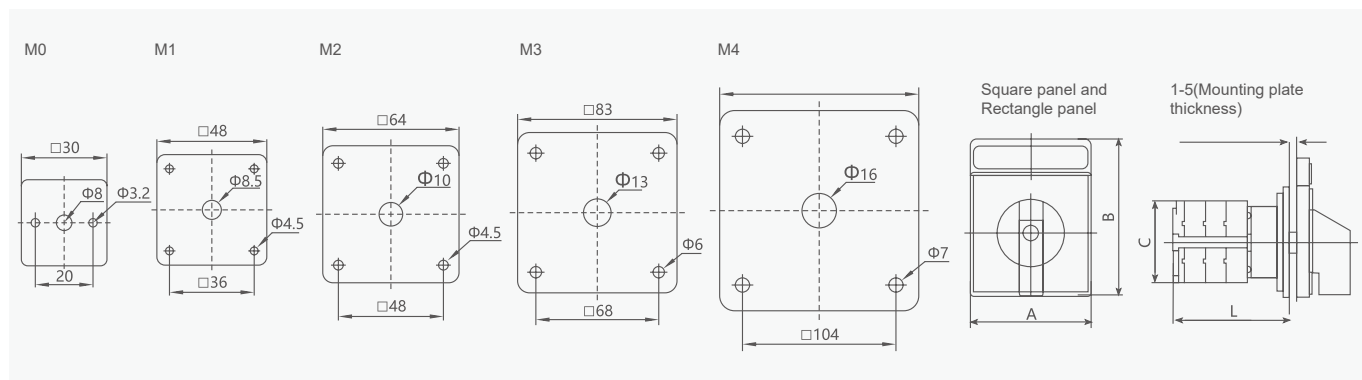 M0
M1
M2
M3
M4
□30
Φ8
Φ3.2
20
□48
Φ8.5
Φ4.5
□36
□64
Φ10
Φ4.5
□48
□83
Φ13
Φ6
□68
Φ16
Φ7
□104
Square panel and
Rectangle panel
B
A
1-5(Mounting plate
thickness)
C
L